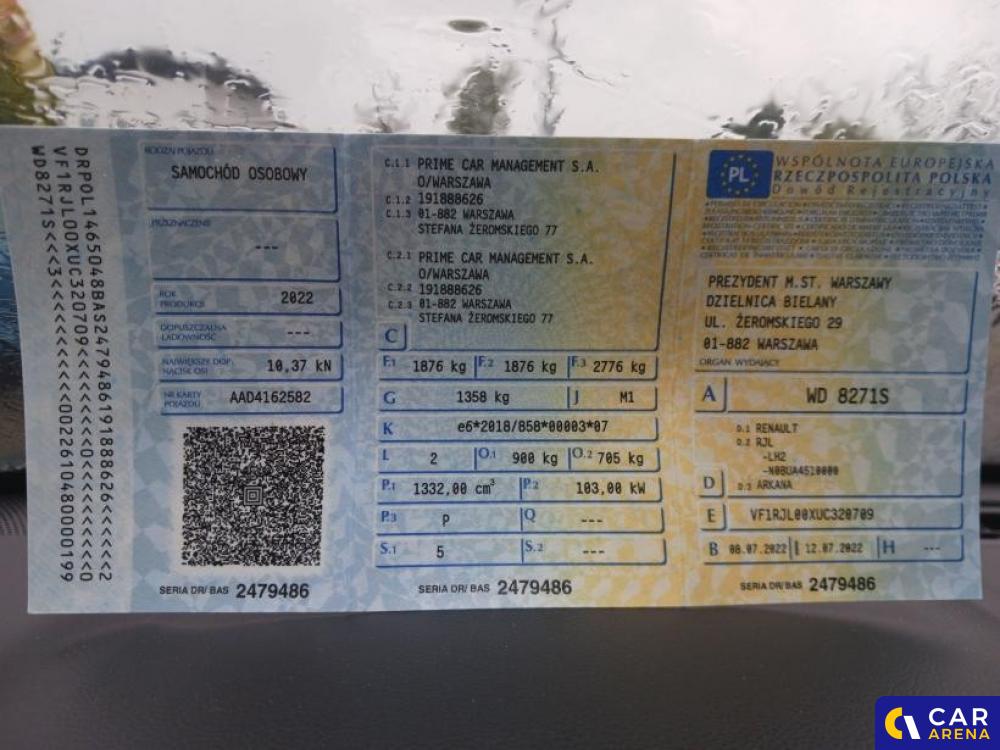 DRPOL14650488BAS2479486191888626<<<<<<2
VF1RJL00XUC320709<<<<<<<<0<<<<<<<<<<<<0
WD8271S<<<3<<<<<<<<<<<0022610480000199
RODZAJ POJAZDU
SAMOCHÓD OSOBOWY
PRZEZNACZENIE
---
ROK PRODUKCJI 2022
DOPUSZCZALNA ŁADOWNOŚĆ ---
NAJWIĘKSZY DOP. NACISK OSI 10,37 kN
NR KARTY POJAZDU AAD4162582
SERIA DR/ BAS 2479486
C.1.1 PRIME CAR MANAGEMENT S.A.
O/WARSZAWA
C.1.2 191888626
C.1.3 01-882 WARSZAWA
STEFANA ŻEROMSKIEGO 77
C.2.1 PRIME CAR MANAGEMENT S.A.
O/WARSZAWA
C.2.2 191888626
C.2.3 01-882 WARSZAWA
STEFANA ŻEROMSKIEGO 77
C
F.1 1876 kg F.2 1876 kg F.3 2776 kg
G 1358 kg J M1
K e6*2018/858*00003*07
L 2 O.1 900 kg O.2 705 kg
P.1 1332,00 cm³ P.2 103,00 kW
P.3 P Q ---
S.1 5 S.2 ---
SERIA DR/ BAS 2479486
PL
WSPÓLNOTA EUROPEJSKA
RZECZPOSPOLITA POLSKA
Dowód Rejestracyjny
PREZYDENT M.ST. WARSZAWY
DZIELNICA BIELANY
UL. ŻEROMSKIEGO 29
01-882 WARSZAWA
ORGAN WYDAJĄCY
A WD 8271S
D.1 RENAULT
D.2 RJL
-LH2
-N0BUA4510000
D D.3 ARKANA
E VF1RJL00XUC320709
B 08.07.2022 I 12.07.2022 H ---
SERIA DR/ BAS 2479486
CAR
ARENA